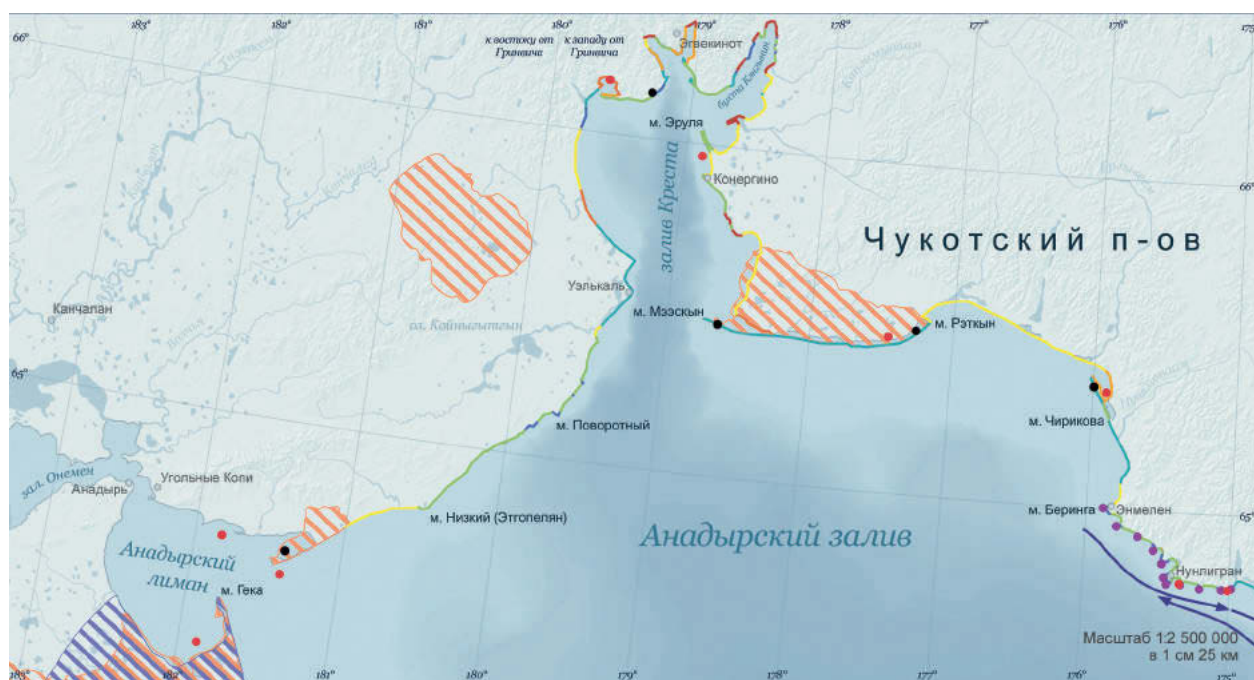 183°
182°
181°
180°
179°
178°
177°
176°
175°
66°
к востоку от
Гринвича
к западу от
Гринвича
Эгвекинот
м. Эруля
залив Креста
Конергино
66°
Чукотский п-ов
Уэлькаль
м. Мээскын
м. Рэткын
Канчалан
65°
м. Чирикова
м. Поворотный
зал. Онемен
Угольные Копи
Анадырь
м. Низкий (Этгопелян)
м. Беринга
Энмелен
65°
Анадырский залив
Анадырский
лиман
м. Гека
Нунлигран
Масштаб 1:2 500 000
в 1 см 25 км
183°
182°
181°
180°
179°
178°
177°
176°
175°